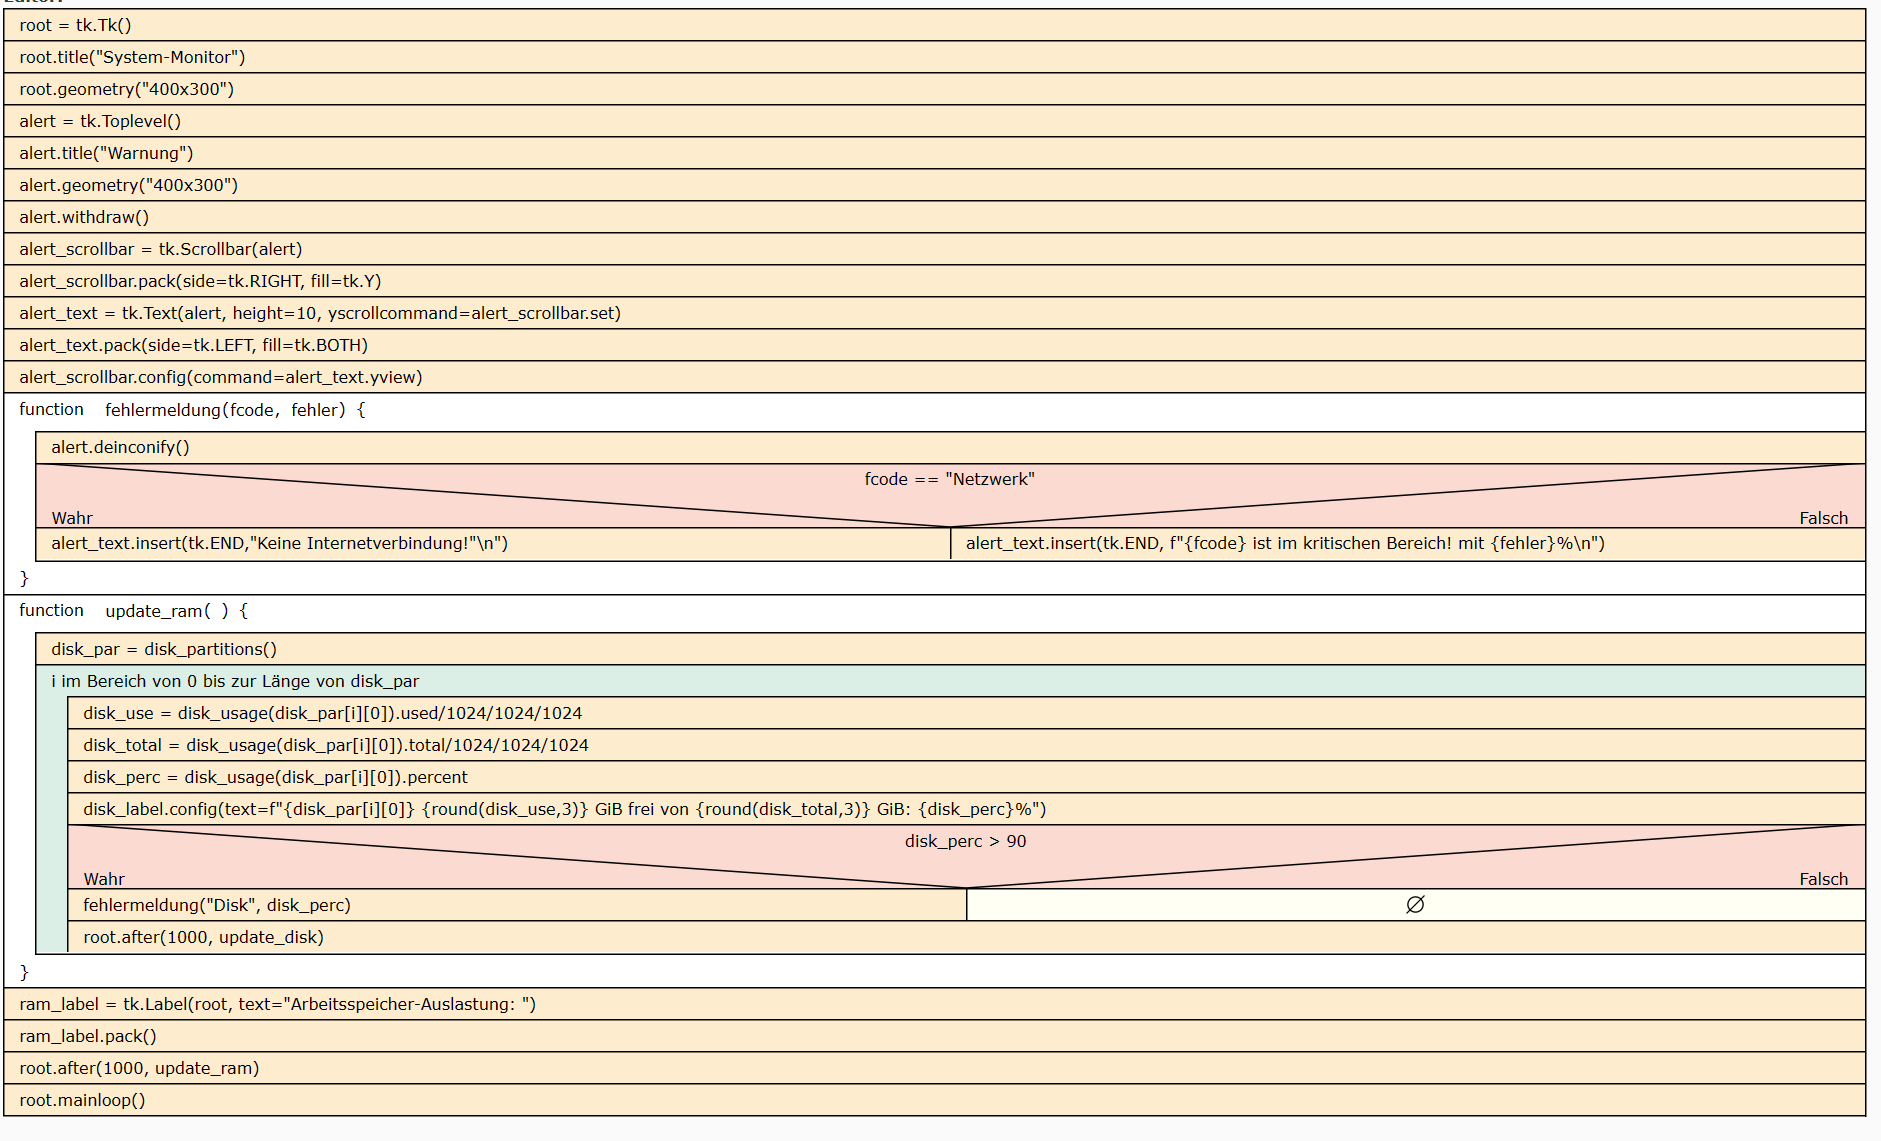 Editor:
root = tk.Tk()
root.title("System-Monitor")
root.geometry("400x300")
alert = tk.Toplevel()
alert.title("Warnung")
alert.geometry("400x300")
alert.withdraw()
alert_scrollbar = tk.Scrollbar(alert)
alert_scrollbar.pack(side=tk.RIGHT, fill=tk.Y)
alert_text = tk.Text(alert, height=10, yscrollcommand=alert_scrollbar.set)
alert_text.pack(side=tk.LEFT, fill=tk.BOTH)
alert_scrollbar.config(command=alert_text.yview)
function fehlermeldung(fcode, fehler) {
alert.deinconify()
fcode == "Netzwerk"
Wahr Falsch
alert_text.insert(tk.END,"Keine Internetverbindung!"\n") alert_text.insert(tk.END, f"{fcode} ist im kritischen Bereich! mit {fehler}%\n")
}
function update_ram( ) {
disk_par = disk_partitions()
i im Bereich von 0 bis zur Länge von disk_par
disk_use = disk_usage(disk_par[i][0]).used/1024/1024/1024
disk_total = disk_usage(disk_par[i][0]).total/1024/1024/1024
disk_perc = disk_usage(disk_par[i][0]).percent
disk_label.config(text=f"{disk_par[i][0]} {round(disk_use,3)} GiB frei von {round(disk_total,3)} GiB: {disk_perc}%")
disk_perc > 90
Wahr Falsch
fehlermeldung("Disk", disk_perc) ∅
root.after(1000, update_disk)
}
ram_label = tk.Label(root, text="Arbeitsspeicher-Auslastung: ")
ram_label.pack()
root.after(1000, update_ram)
root.mainloop()